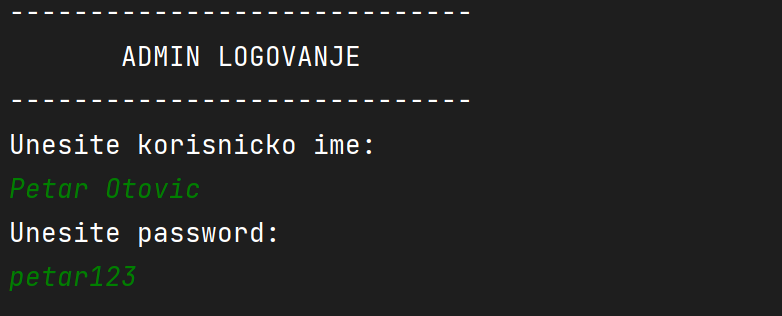 -----------------------------
ADMIN LOGOVANJE
-----------------------------
Unesite korisnicko ime:
Petar Otovic
Unesite password:
petar123